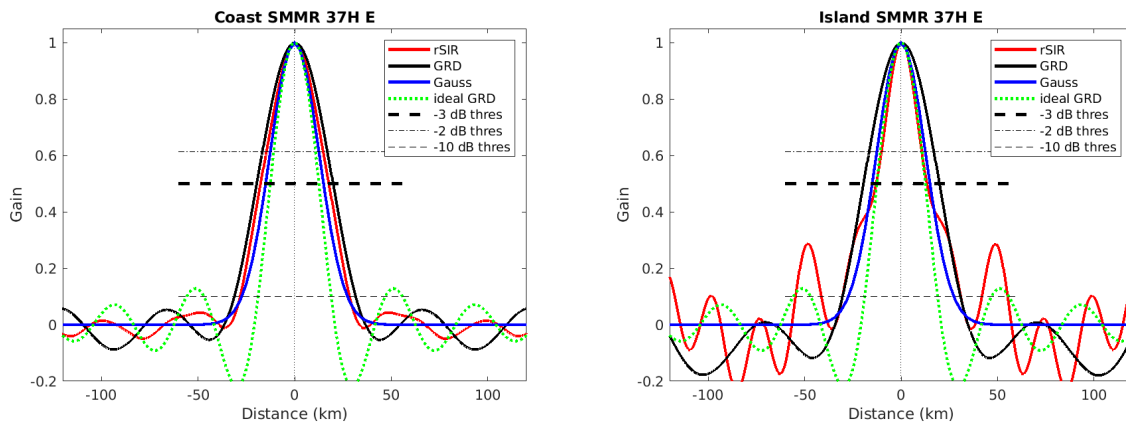 Coast SMMR 37H E
1
0.8
0.6
0.4
0.2
0
-0.2
Gain
-100
-50
0
50
100
Distance (km)
rSIR
GRD
Gauss
ideal GRD
-3 dB thres
-2 dB thres
-10 dB thres
Island SMMR 37H E
1
0.8
0.6
0.4
0.2
0
-0.2
Gain
-100
-50
0
50
100
Distance (km)
rSIR
GRD
Gauss
ideal GRD
-3 dB thres
-2 dB thres
-10 dB thres